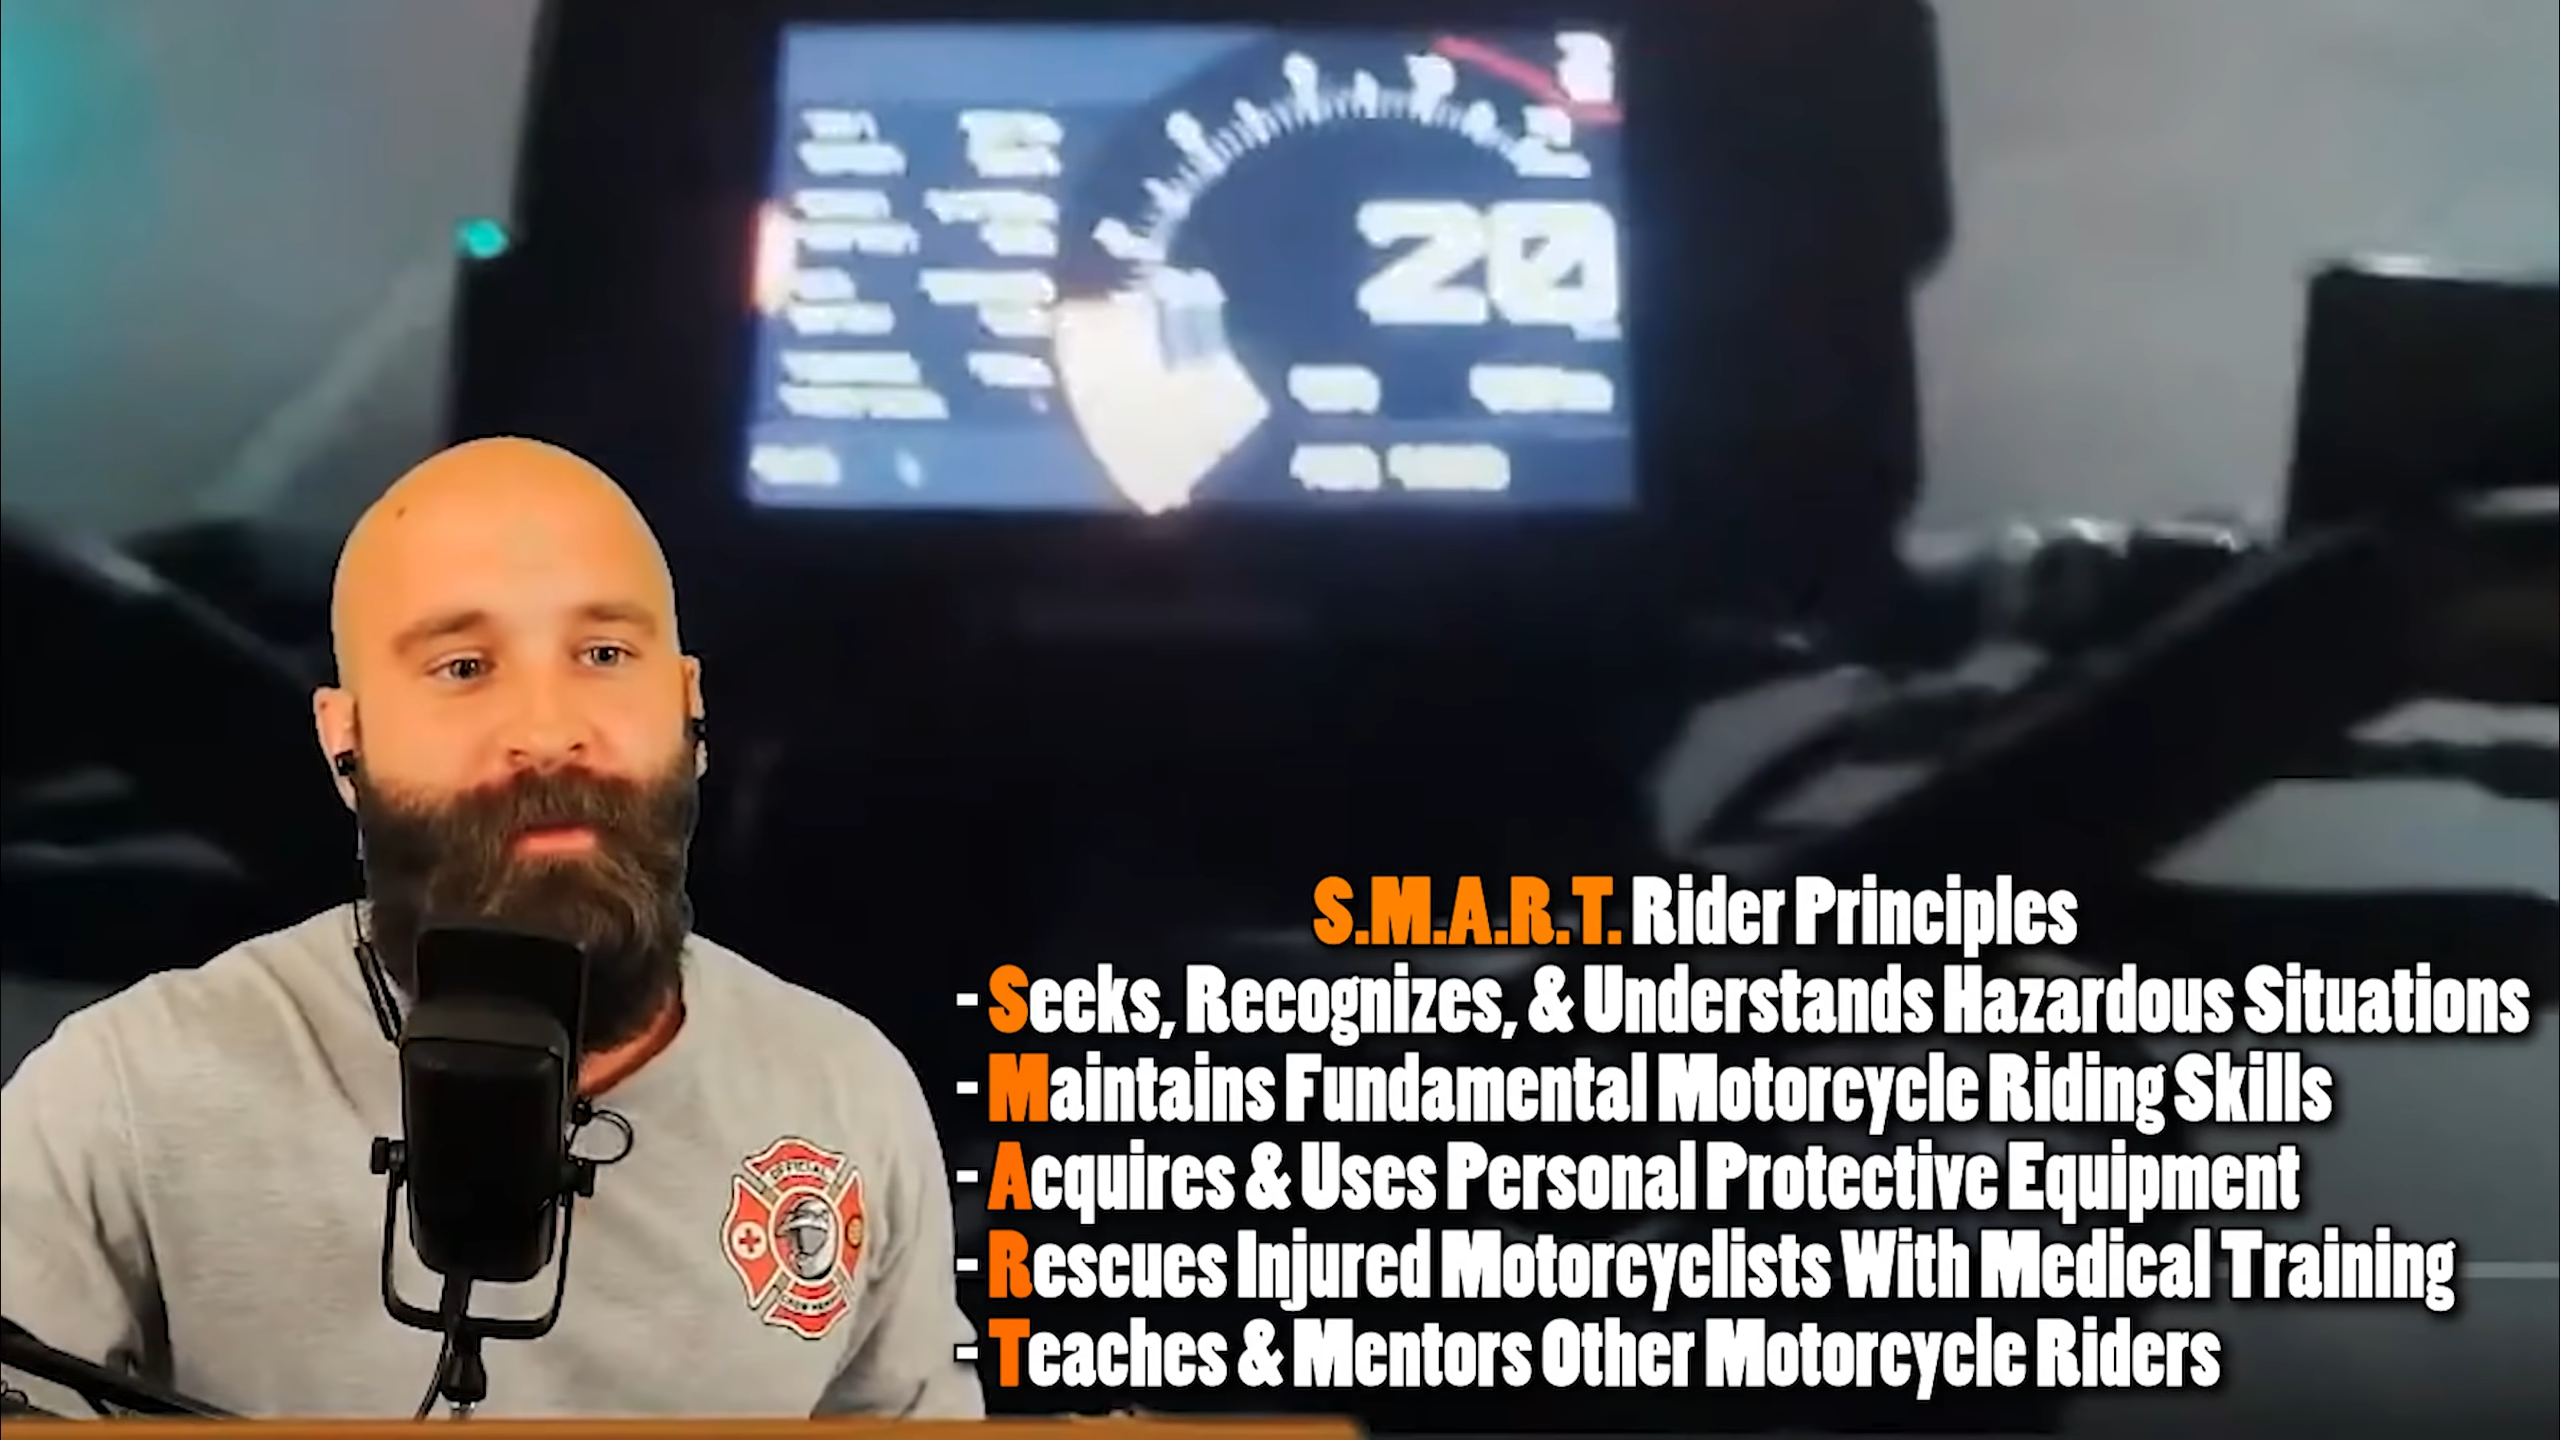 20
S.M.A.R.T. Rider Principles
- Seeks, Recognizes, & Understands Hazardous Situations
- Maintains Fundamental Motorcycle Riding Skills
- Acquires & Uses Personal Protective Equipment
- Rescues Injured Motorcyclists With Medical Training
- Teaches & Mentors Other Motorcycle Riders
OFFICIAL